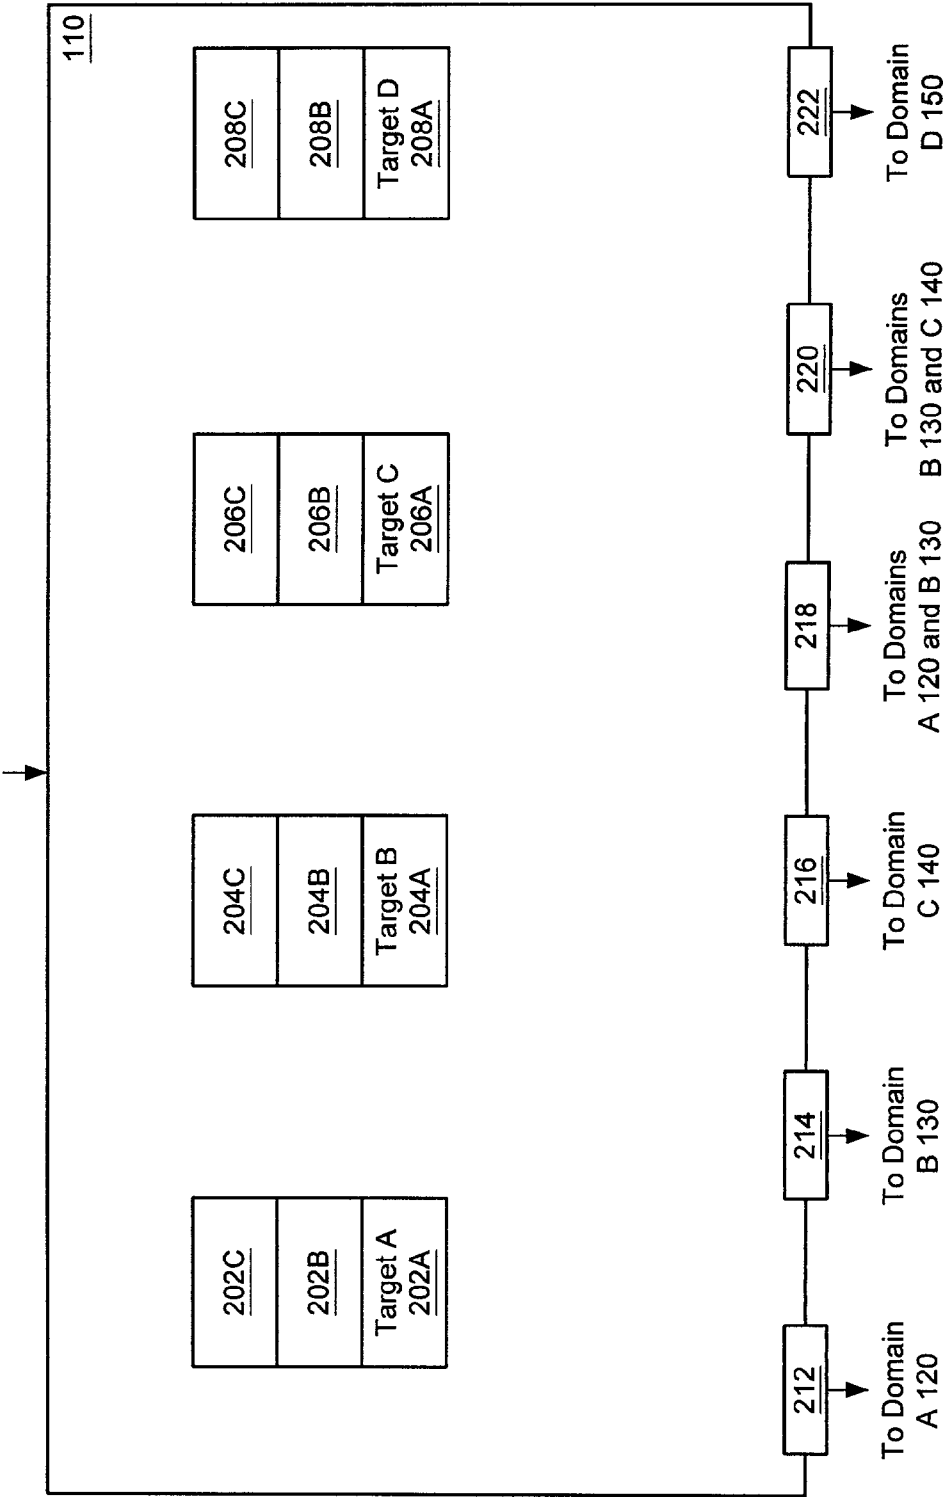 110
202C
204C
206C
208C
202B
204B
206B
208B
Target A
202A
Target B
204A
Target C
206A
Target D
208A
212
214
216
218
220
222
To Domain
A 120
To Domain
B 130
To Domain
C 140
To Domains
A 120 and B 130
To Domains
B 130 and C 140
To Domain
D 150